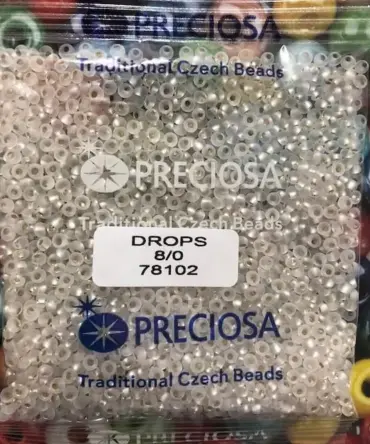 PRECIOSA
Traditional Czech Beads
PRECIOSA
Traditional Czech Beads
DROPS
8/0
78102
PRECIOSA
Traditional Czech Beads